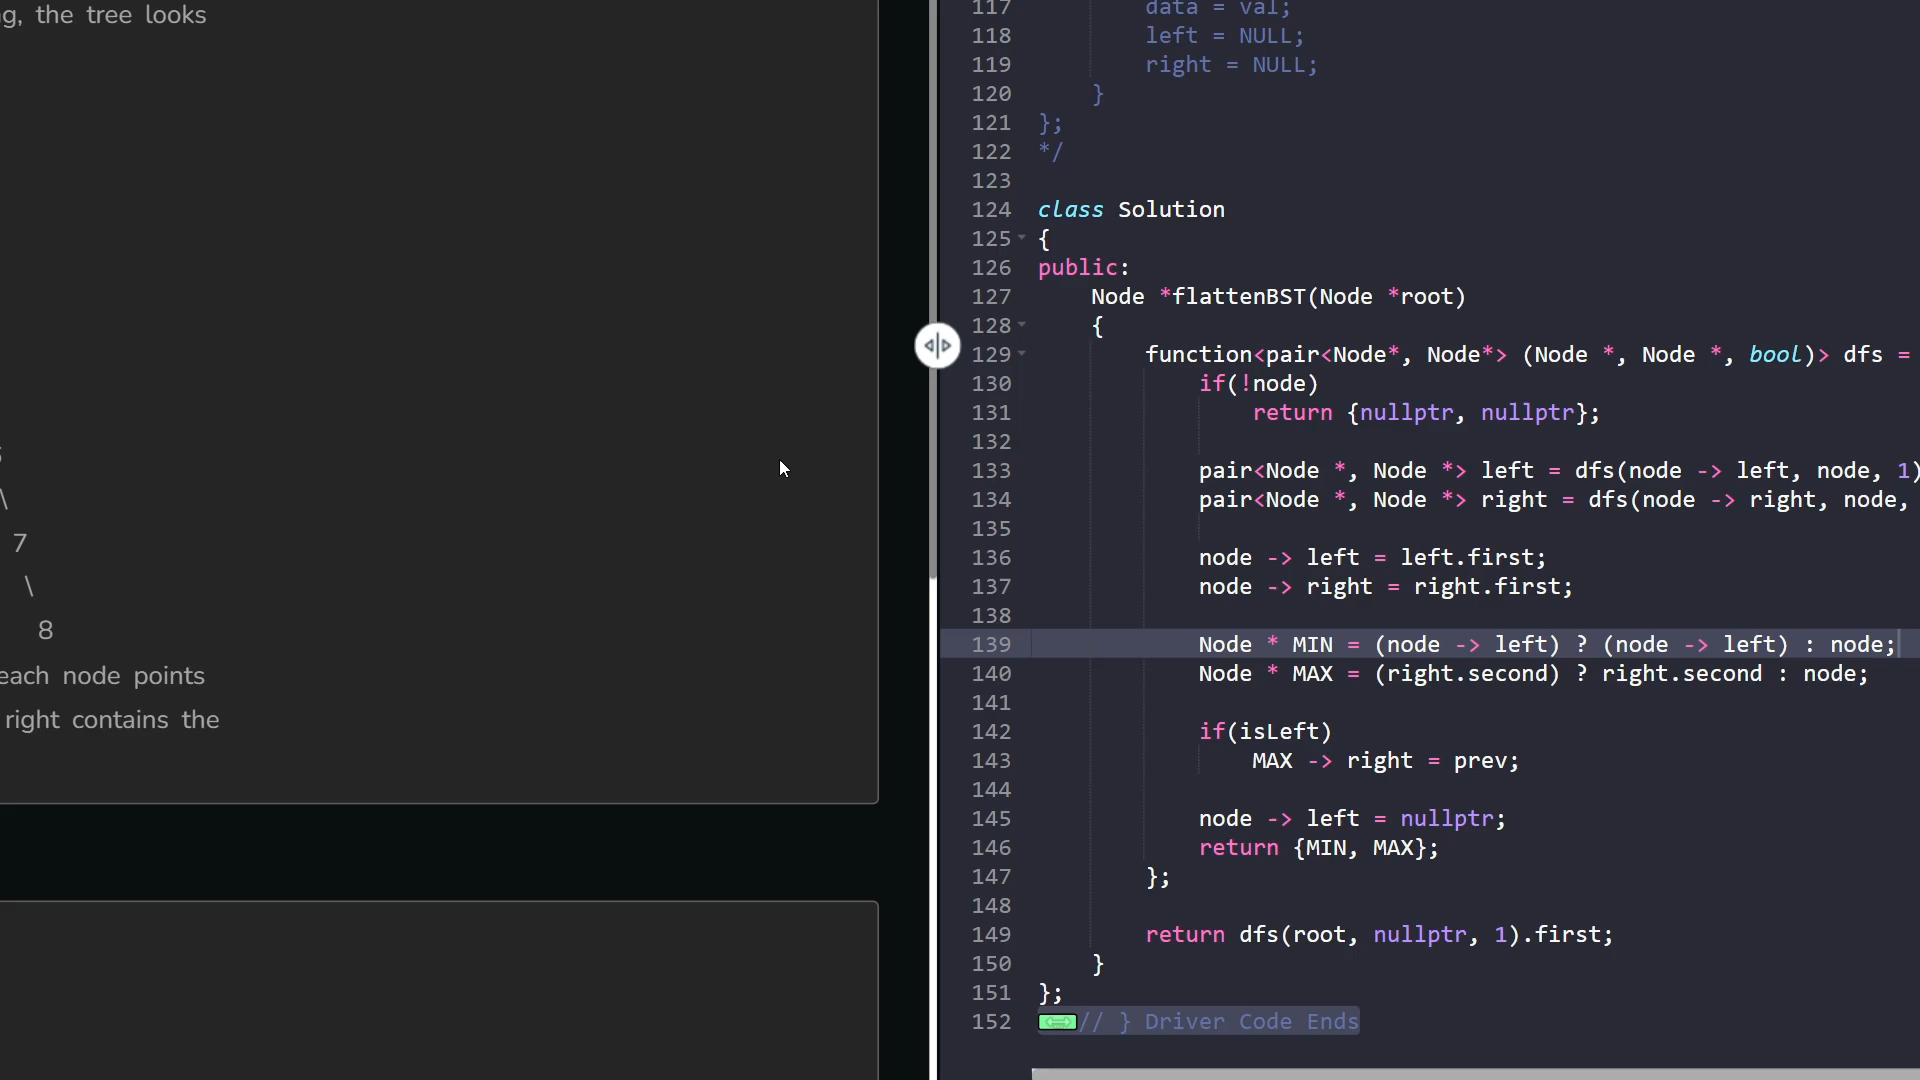 ng, the tree looks
\
7
\
8
each node points
right contains the
117 data = val;
118 left = NULL;
119 right = NULL;
120 }
121 };
122 */
123
124 class Solution
125 {
126 public:
127 Node *flattenBST(Node *root)
128 {
129 function<pair<Node*, Node*> (Node *, Node *, bool)> dfs =
130 if(!node)
131 return {nullptr, nullptr};
132
133 pair<Node *, Node *> left = dfs(node -> left, node, 1)
134 pair<Node *, Node *> right = dfs(node -> right, node,
135
136 node -> left = left.first;
137 node -> right = right.first;
138
139 Node * MIN = (node -> left) ? (node -> left) : node;
140 Node * MAX = (right.second) ? right.second : node;
141
142 if(isLeft)
143 MAX -> right = prev;
144
145 node -> left = nullptr;
146 return {MIN, MAX};
147 };
148
149 return dfs(root, nullptr, 1).first;
150 }
151 };
152 // } Driver Code Ends